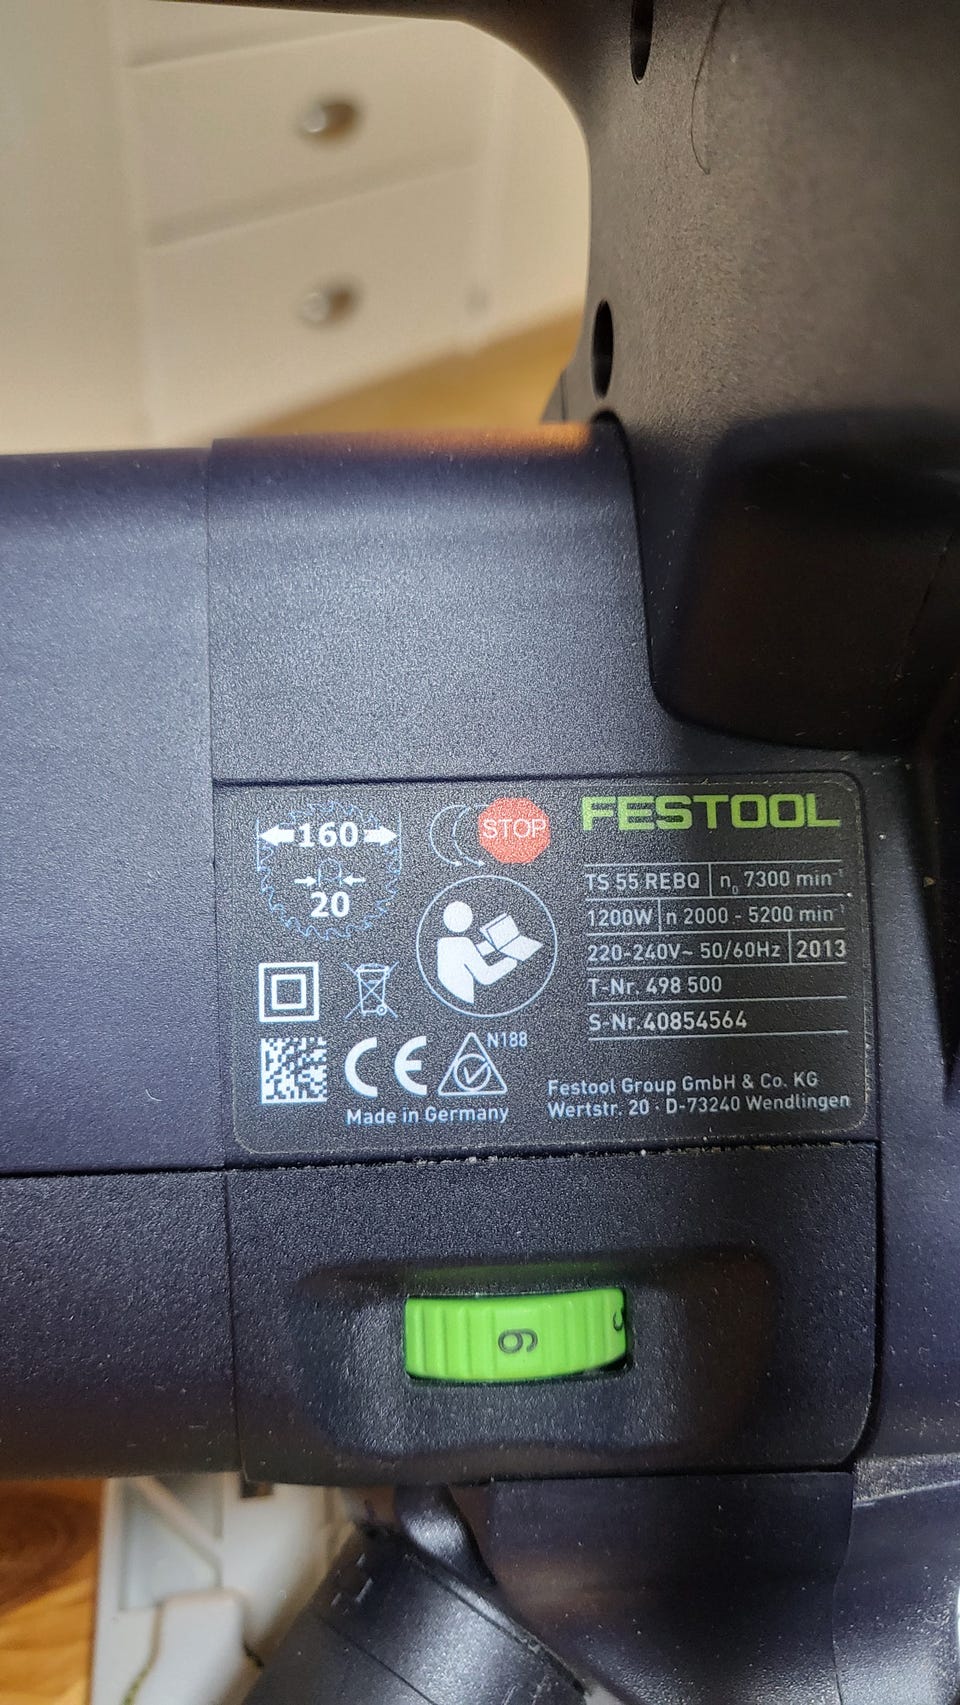 160
20
STOP
FESTOOL
TS 55 REBQ n₀ 7300 min⁻¹
1200W n 2000 - 5200 min⁻¹
220-240V~ 50/60Hz 2013
T-Nr. 498 500
S-Nr. 40854564
CE N188
Made in Germany
Festool Group GmbH & Co. KG
Wertstr. 20 · D-73240 Wendlingen
6
5